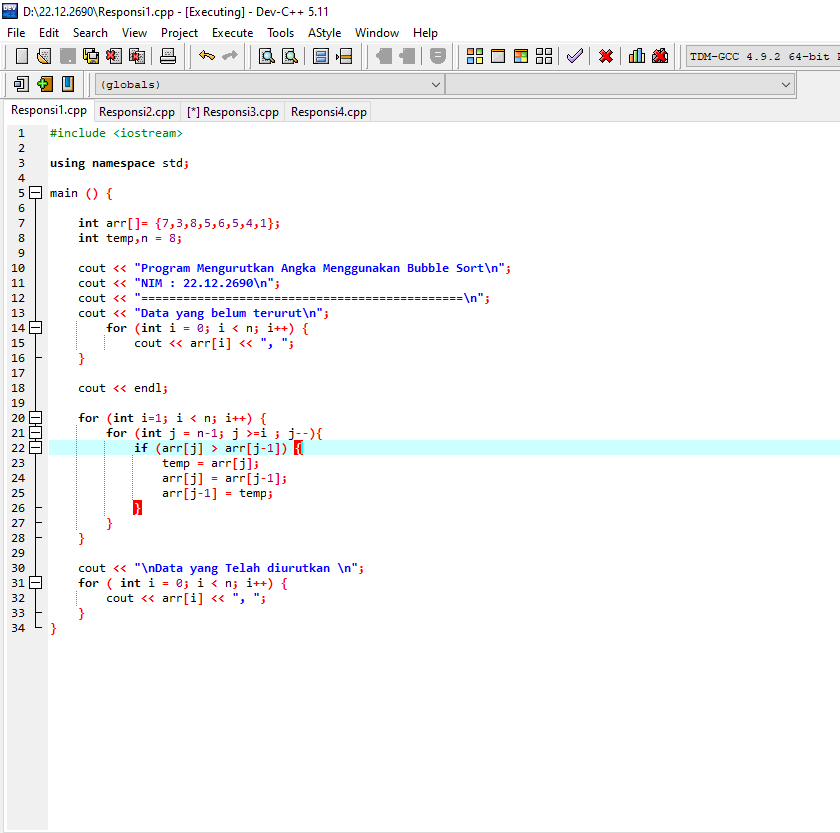 D:\22.12.2690\Responsi1.cpp - [Executing] - Dev-C++ 5.11
File Edit Search View Project Execute Tools AStyle Window Help
TDM-GCC 4.9.2 64-bit
(globals)
Responsi1.cpp Responsi2.cpp [*] Responsi3.cpp Responsi4.cpp
1 #include <iostream>
2
3 using namespace std;
4
5 main () {
6
7 int arr[]= {7,3,8,5,6,5,4,1};
8 int temp,n = 8;
9
10 cout << "Program Mengurutkan Angka Menggunakan Bubble Sort\n";
11 cout << "NIM : 22.12.2690\n";
12 cout << "==============================================\n";
13 cout << "Data yang belum terurut\n";
14 for (int i = 0; i < n; i++) {
15 cout << arr[i] << ", ";
16 }
17
18 cout << endl;
19
20 for (int i=1; i < n; i++) {
21 for (int j = n-1; j >=i ; j--){
22 if (arr[j] > arr[j-1]) {
23 temp = arr[j];
24 arr[j] = arr[j-1];
25 arr[j-1] = temp;
26 }
27 }
28 }
29
30 cout << "\nData yang Telah diurutkan \n";
31 for ( int i = 0; i < n; i++) {
32 cout << arr[i] << ", ";
33 }
34 }